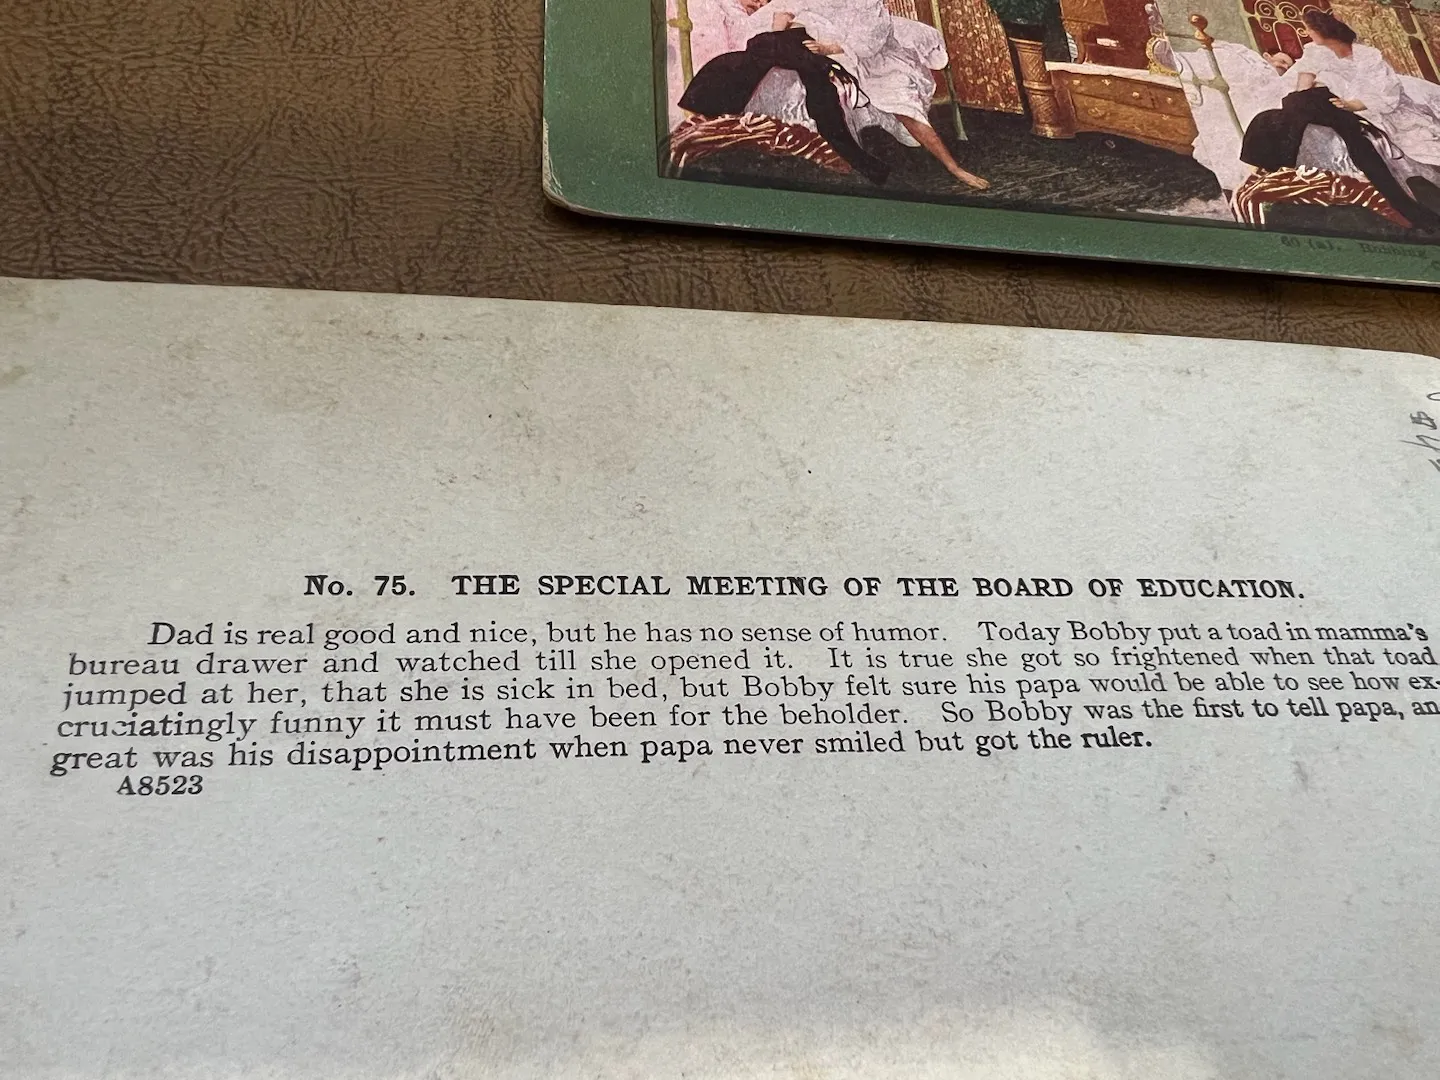 60 (a). Robbing
No. 75. THE SPECIAL MEETING OF THE BOARD OF EDUCATION.
Dad is real good and nice, but he has no sense of humor. Today Bobby put a toad in mamma's
bureau drawer and watched till she opened it. It is true she got so frightened when that toad
jumped at her, that she is sick in bed, but Bobby felt sure his papa would be able to see how ex-
cruciatingly funny it must have been for the beholder. So Bobby was the first to tell papa, an
great was his disappointment when papa never smiled but got the ruler.
A8523